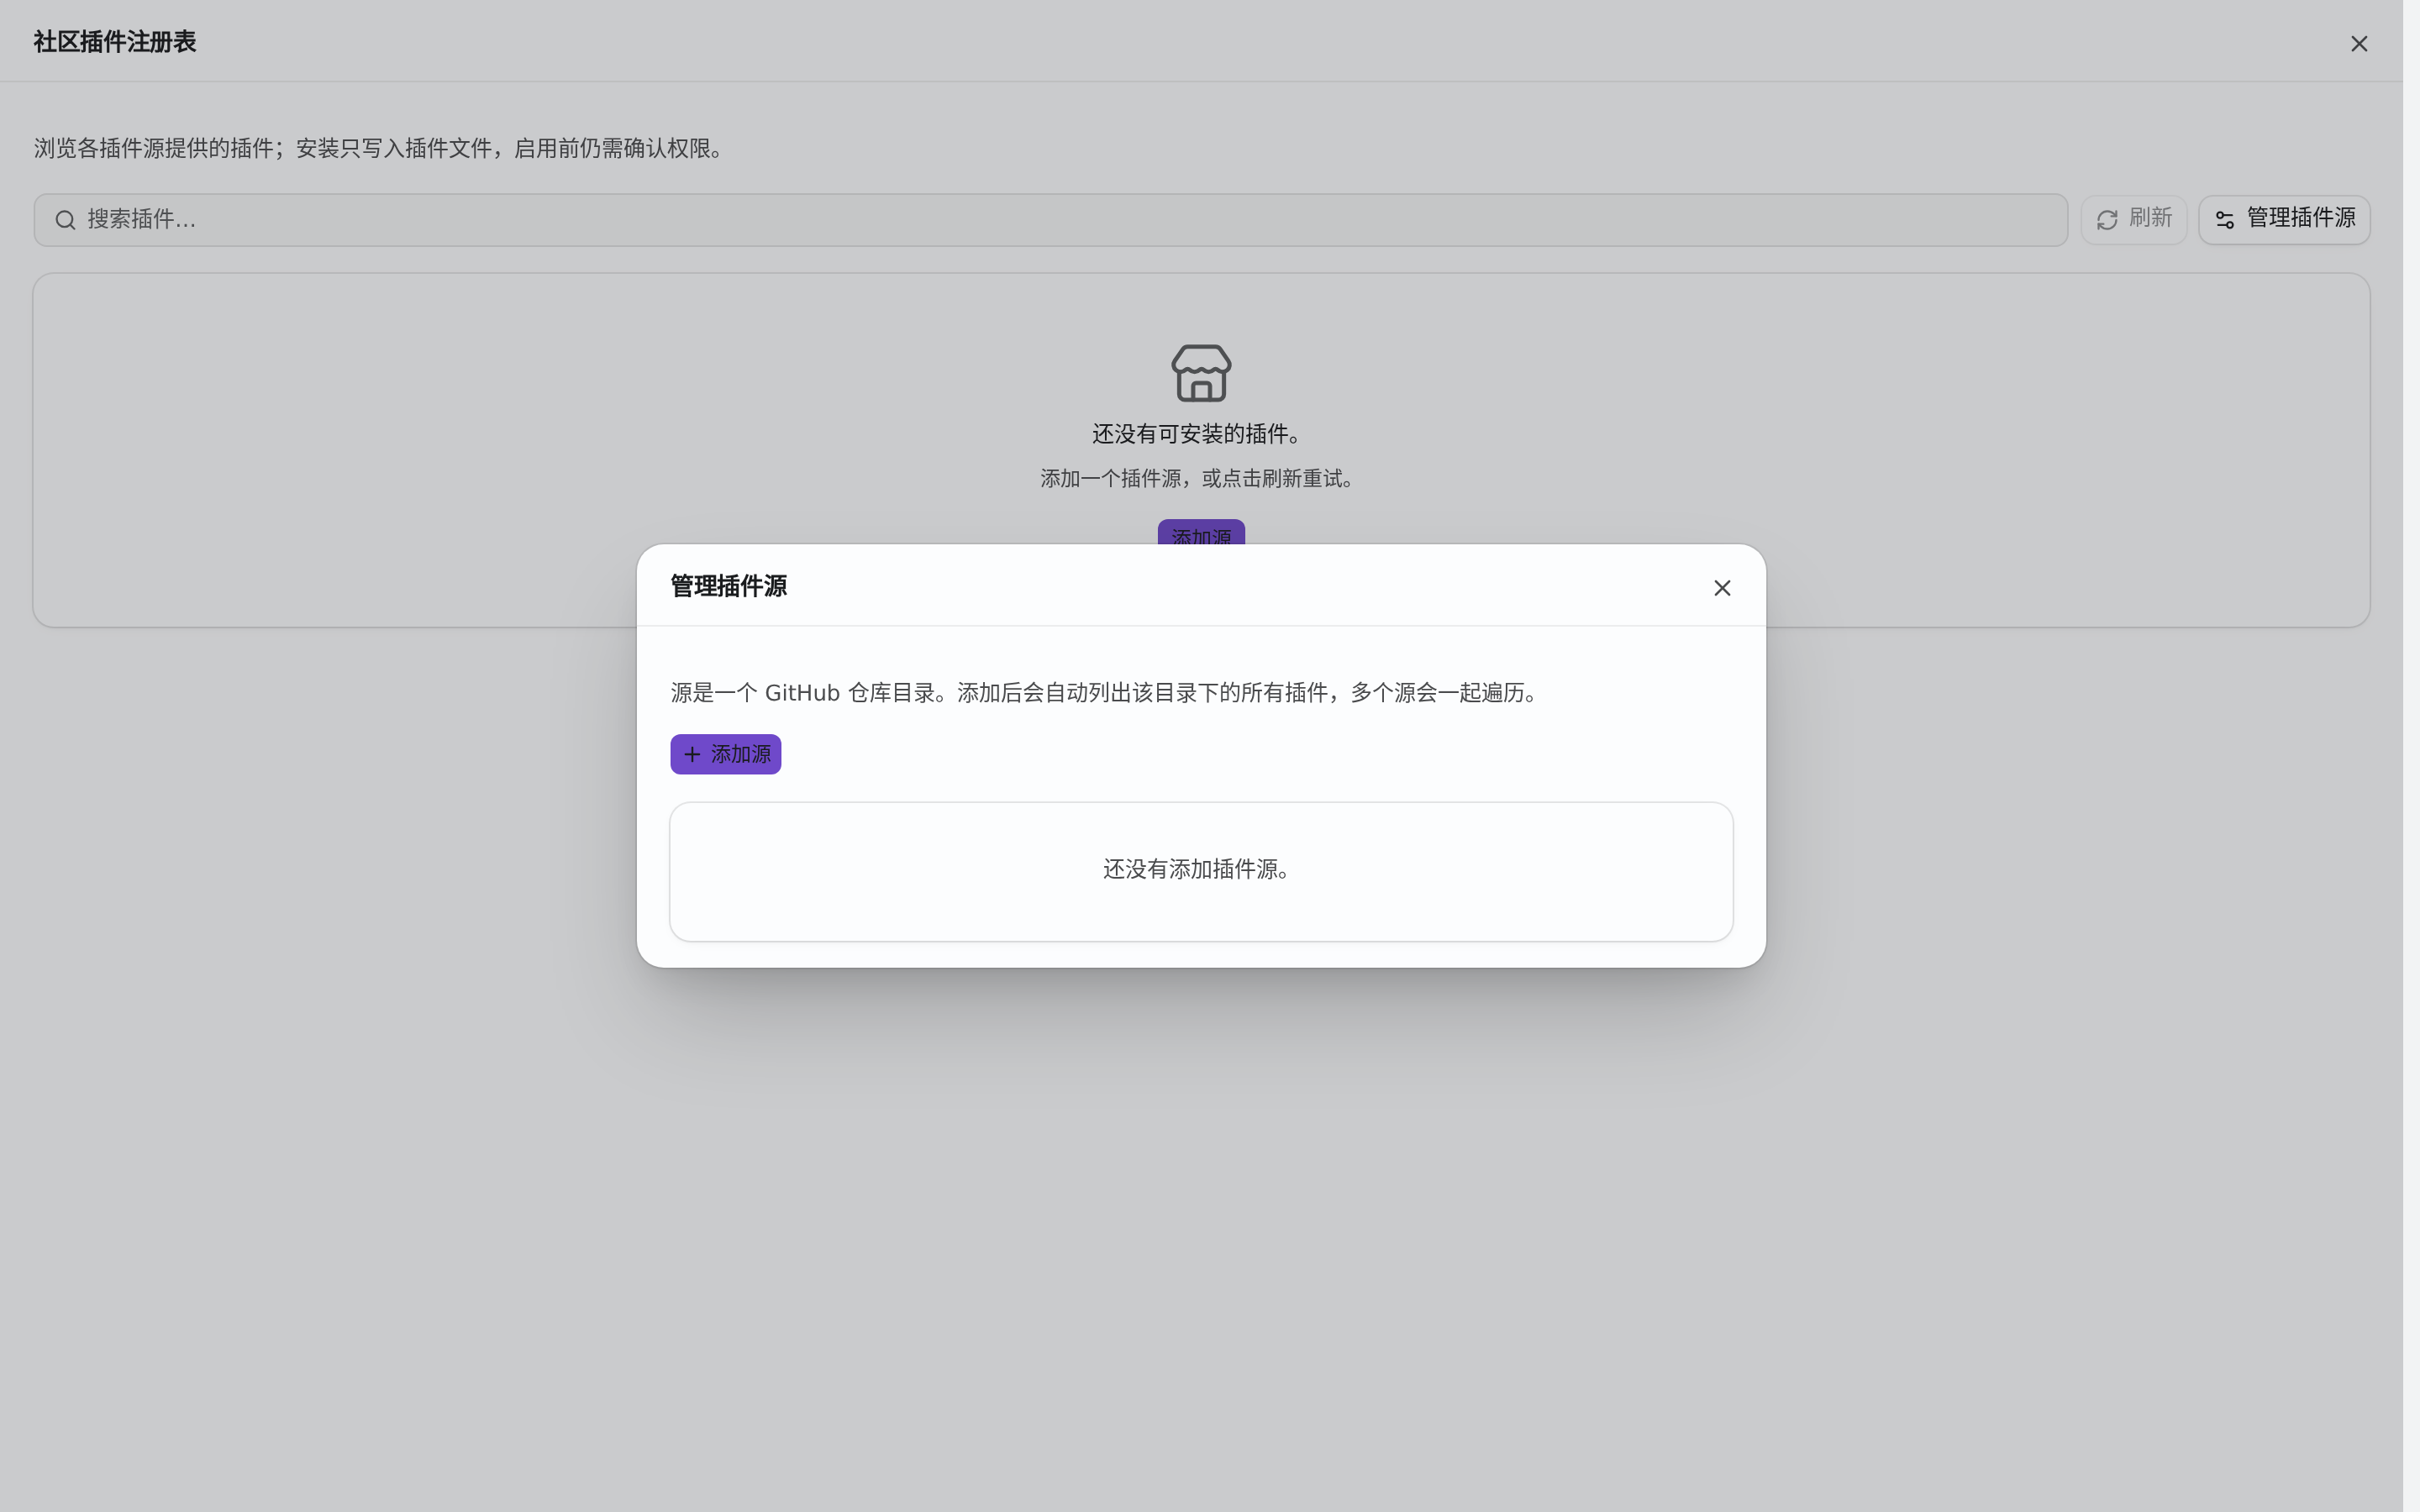 社区插件注册表
浏览各插件源提供的插件；安装只写入插件文件，启用前仍需确认权限。
搜索插件…
刷新
管理插件源
还没有可安装的插件。
添加一个插件源，或点击刷新重试。
添加源
管理插件源
源是一个 GitHub 仓库目录。添加后会自动列出该目录下的所有插件，多个源会一起遍历。
添加源
还没有添加插件源。